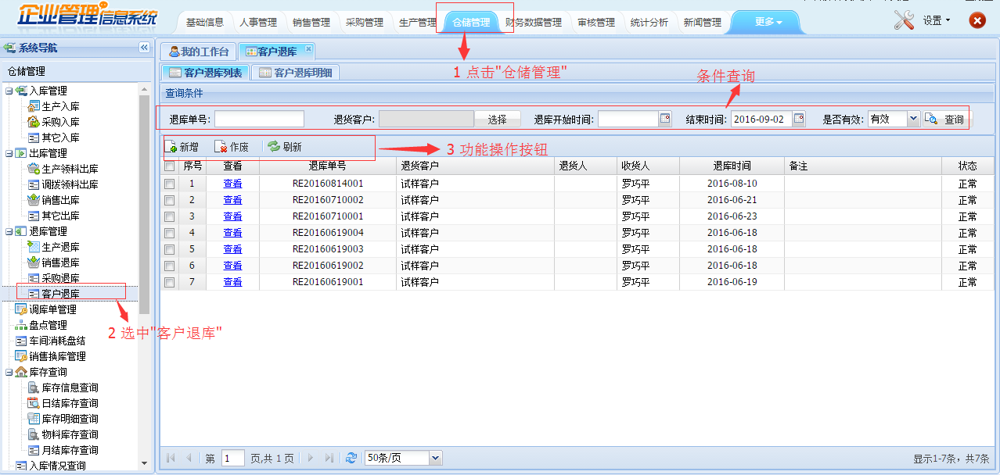 企业管理信息系统
基础信息 人事管理 销售管理 采购管理 生产管理 仓储管理 财务数据管理 审核管理 统计分析 新闻管理 更多 设置
系统导航
仓储管理
入库管理
生产入库
采购入库
其它入库
出库管理
生产领料出库
调拨领料出库
销售出库
其它出库
退库管理
生产退库
销售退库
采购退库
客户退库
调库单管理
盘点管理
车间消耗盘结
销售换库管理
库存查询
库存信息查询
日结库存查询
库存明细查询
物料库存查询
月结库存查询
入库情况查询
我的工作台 客户退库
客户退库列表 客户退库明细
1 点击"仓储管理"
条件查询
查询条件
退库单号: 退货客户: 选择 退库开始时间: 结束时间: 2016-09-02 是否有效: 有效 查询
新增 作废 刷新
3 功能操作按钮
序号 查看 退库单号 退货客户 退货人 收货人 退库时间 备注 状态
1 查看 RE20160814001 试样客户 罗巧平 2016-08-10 正常
2 查看 RE20160710002 试样客户 罗巧平 2016-06-21 正常
3 查看 RE20160710001 试样客户 罗巧平 2016-06-23 正常
4 查看 RE20160619004 试样客户 罗巧平 2016-06-18 正常
5 查看 RE20160619003 试样客户 罗巧平 2016-06-18 正常
6 查看 RE20160619002 试样客户 罗巧平 2016-06-18 正常
7 查看 RE20160619001 试样客户 罗巧平 2016-06-19 正常
2 选中"客户退库"
第 1 页,共 1 页 50条/页 显示1-7条，共7条